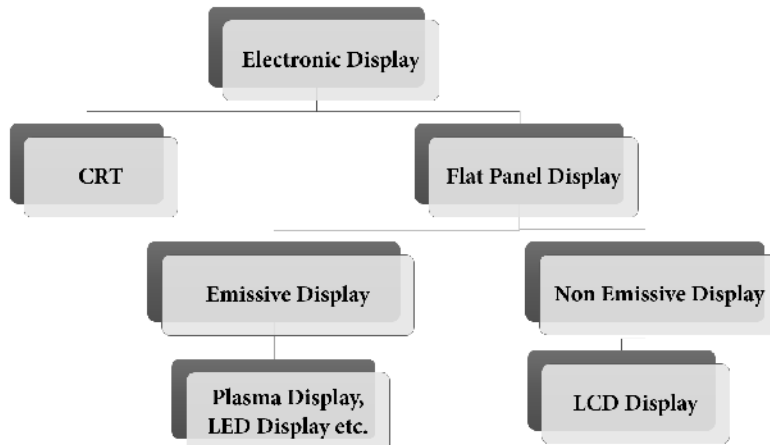 Electronic Display
CRT
Flat Panel Display
Emissive Display
Non Emissive Display
Plasma Display,
LED Display etc.
LCD Display